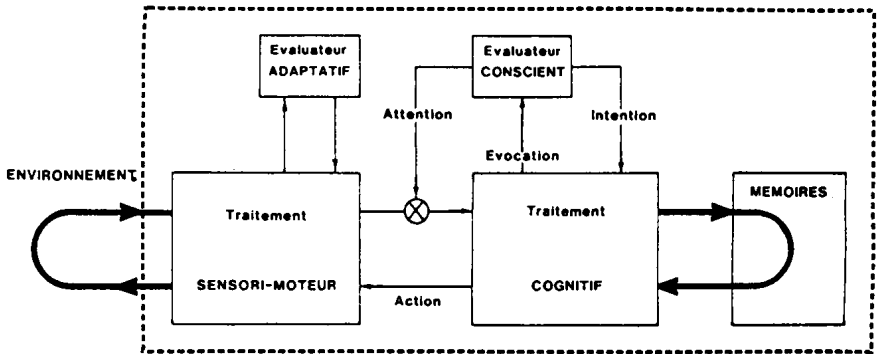 Evaluateur
ADAPTATIF
Evaluateur
CONSCIENT
Attention
Intention
Evocation
ENVIRONNEMENT
MEMOIRES
Traitement
Traitement
SENSORI-MOTEUR
COGNITIF
Action